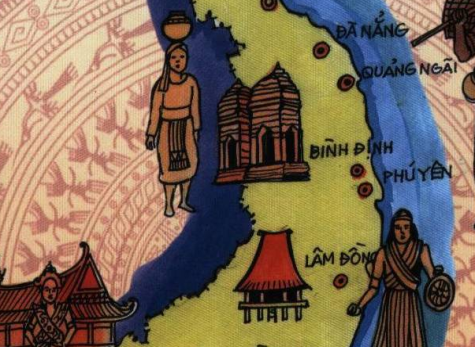 ĐÀ NẴNG
QUẢNG NGÃI
BÌNH ĐỊNH
PHÚ YÊN
LÂM ĐỒNG